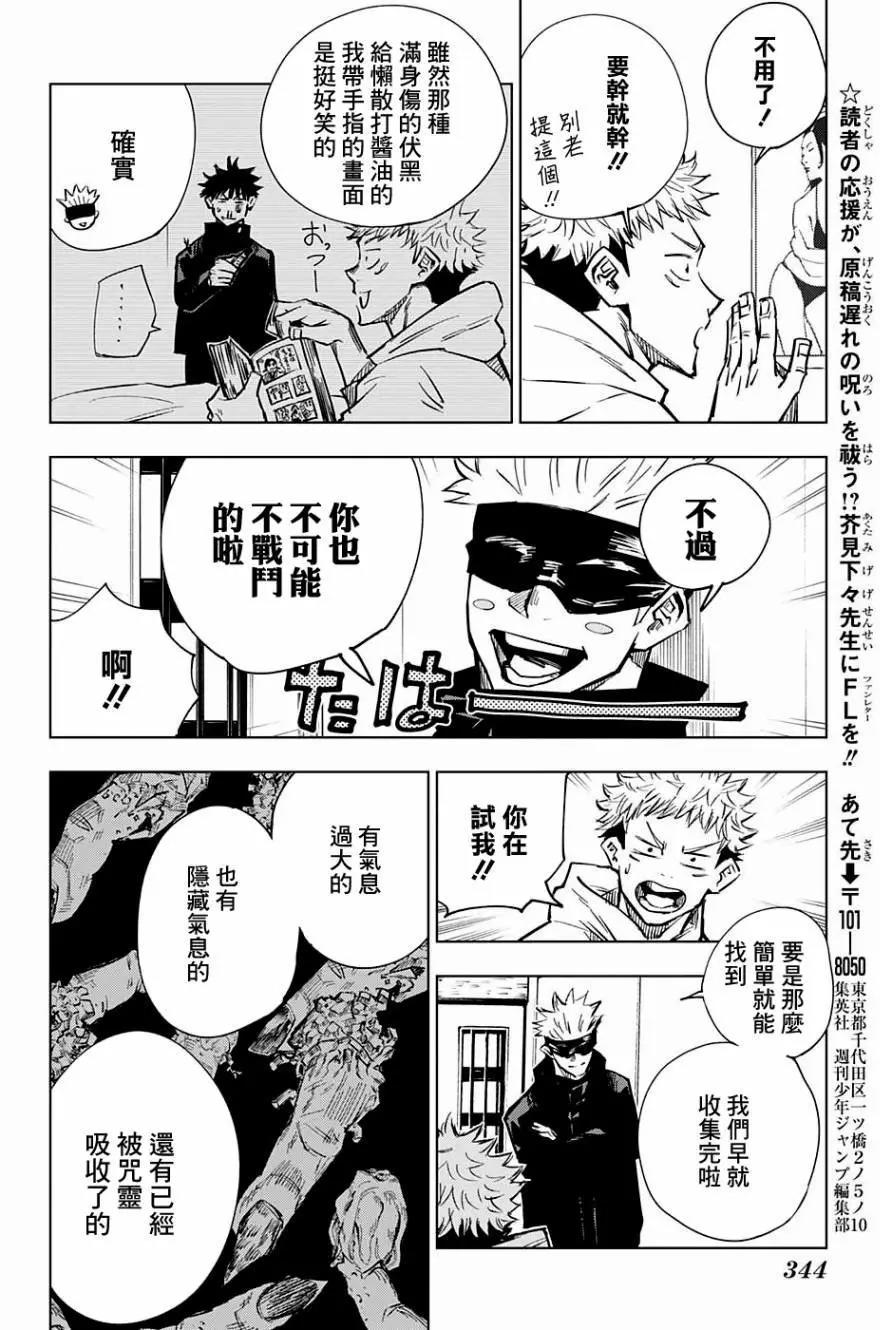 不用了！
要幹就幹!!
別老
提這個!!
雖然那種
滿身傷的伏黑
給懶散打醬油的
我帶手指的畫面
是挺好笑的
おっつー
確實
……
不過
你也
不可能
不戰鬥
的啦
たはー
啊!!
你在
試我!!
要是那麼
簡單就能
找到
我們早就
收集完啦
有氣息
過大的
也有
隱藏氣息的
還有已經
被咒靈
吸收了的
☆読者の応援が、原稿遅れの呪いを祓う!?芥見下々先生にＦＬを!! あて先➡〒101―8050東京都千代田区一ツ橋2ノ5ノ10
集英社 週刊少年ジャンプ編集部
344